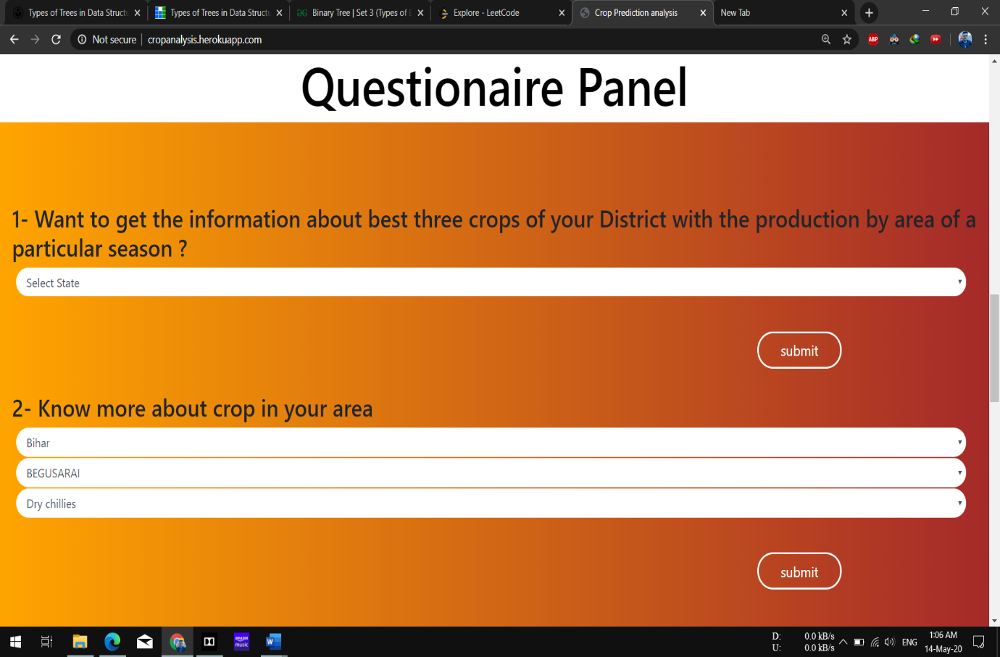 Types of Trees in Data Structu
Types of Trees in Data Structu
Binary Tree | Set 3 (Types of B
Explore - LeetCode
Crop Prediction analysis
New Tab
Not secure
cropanalysis.herokuapp.com
ABP
Questionaire Panel
1- Want to get the information about best three crops of your District with the production by area of a
particular season ?
Select State
submit
2- Know more about crop in your area
Bihar
BEGUSARAI
Dry chillies
submit
amazon
music
D: 0.0 kB/s
U: 0.0 kB/s
ENG
1:06 AM
14-May-20